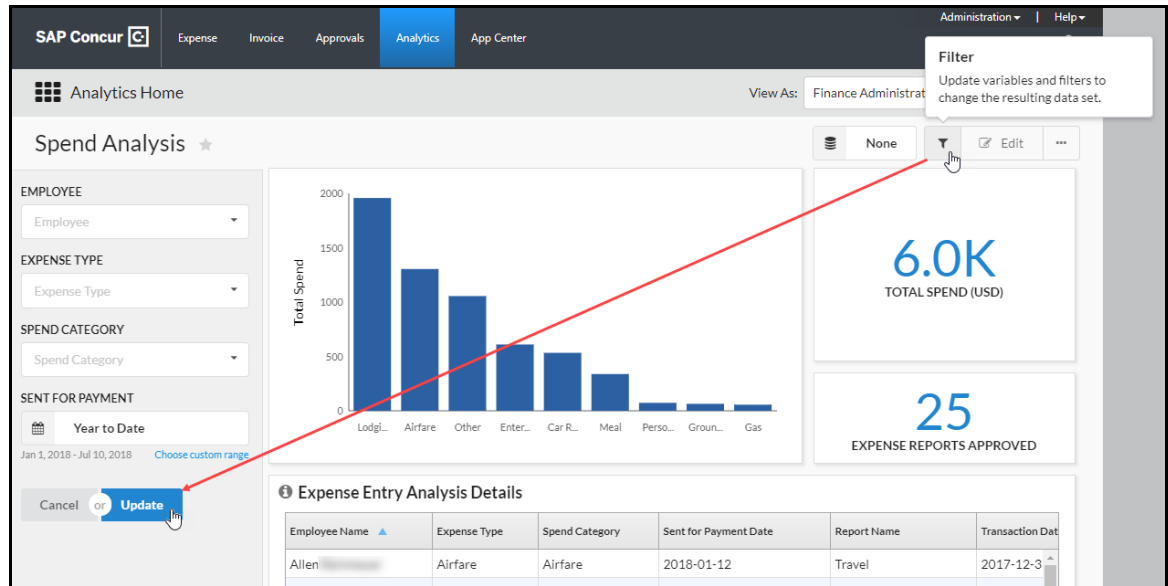 Administration | Help
SAP Concur C Expense Invoice Approvals Analytics App Center
Filter
Update variables and filters to
change the resulting data set.
Analytics Home
View As: Finance Administrat
Spend Analysis
None Edit ...
EMPLOYEE
Employee
EXPENSE TYPE
Expense Type
SPEND CATEGORY
Spend Category
SENT FOR PAYMENT
Year to Date
Jan 1, 2018 - Jul 10, 2018 Choose custom range
Cancel or Update
Total Spend
2000
1500
1000
500
0
Lodgi... Airfare Other Enter... Car R... Meal Perso... Groun... Gas
6.0K
TOTAL SPEND (USD)
25
EXPENSE REPORTS APPROVED
Expense Entry Analysis Details
Employee Name Expense Type Spend Category Sent for Payment Date Report Name Transaction Dat
Allen Airfare Airfare 2018-01-12 Travel 2017-12-3